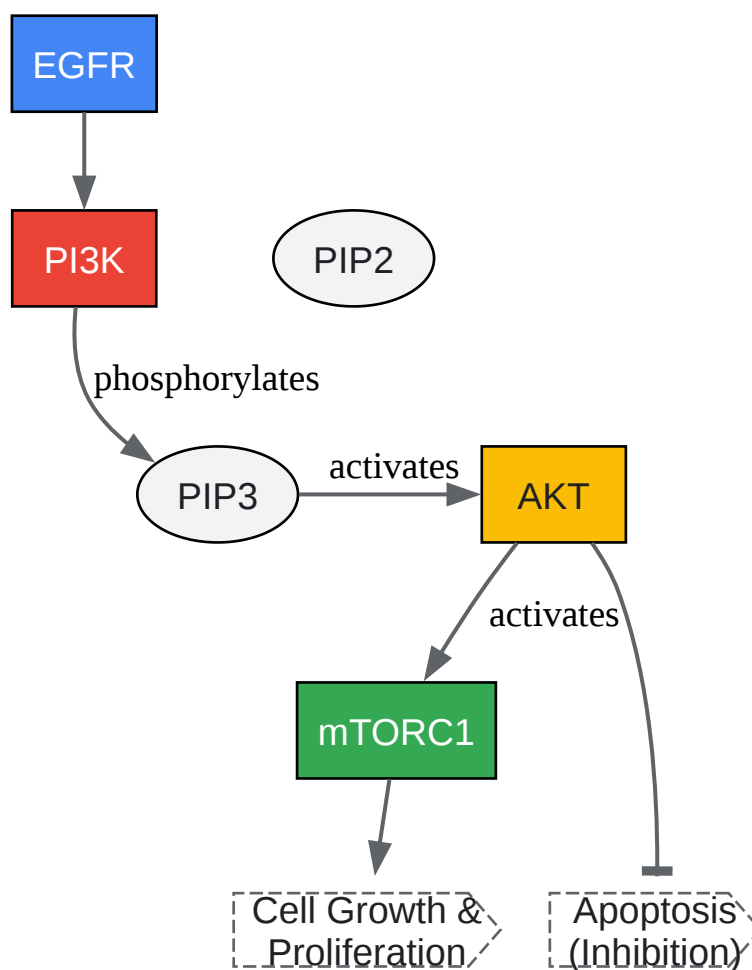 EGFR
PI3K
PIP2
phosphorylates
PIP3
activates
AKT
activates
mTORC1
Cell Growth &
Proliferation
Apoptosis
(Inhibition)